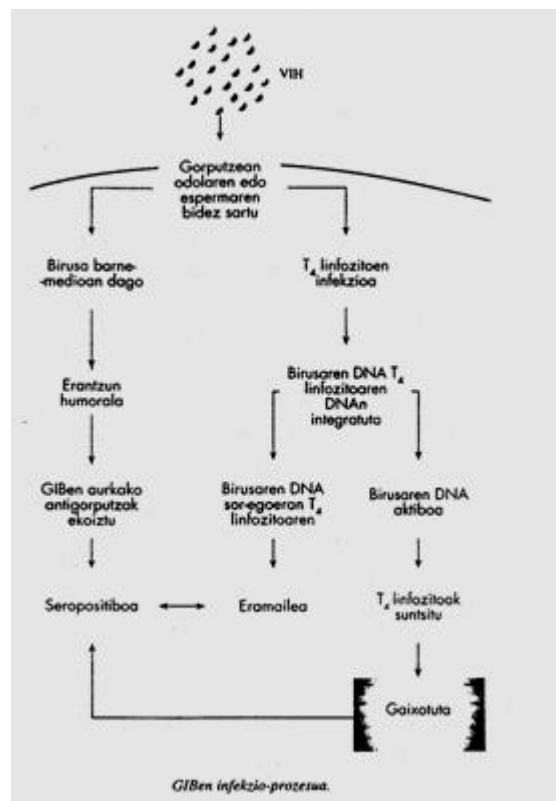 VIH
Gorputzean
odolaren edo
espermaren
bidez sartu
Birusa barne-
-medioan dago
T4 linfozitoen
infekzioa
Erantzun
humorala
Birusaren DNA T4
linfozitoaren
DNAn
integratuta
GIBen aurkako
antigorputzak
ekoiztu
Birusaren DNA
sor-egoeran T4
linfozitoaren
Birusaren DNA
aktiboa
Seropositiboa
Eramailea
T4 linfozitoak
suntsitu
Gaixotuta
GIBen infekzio-prozesua.